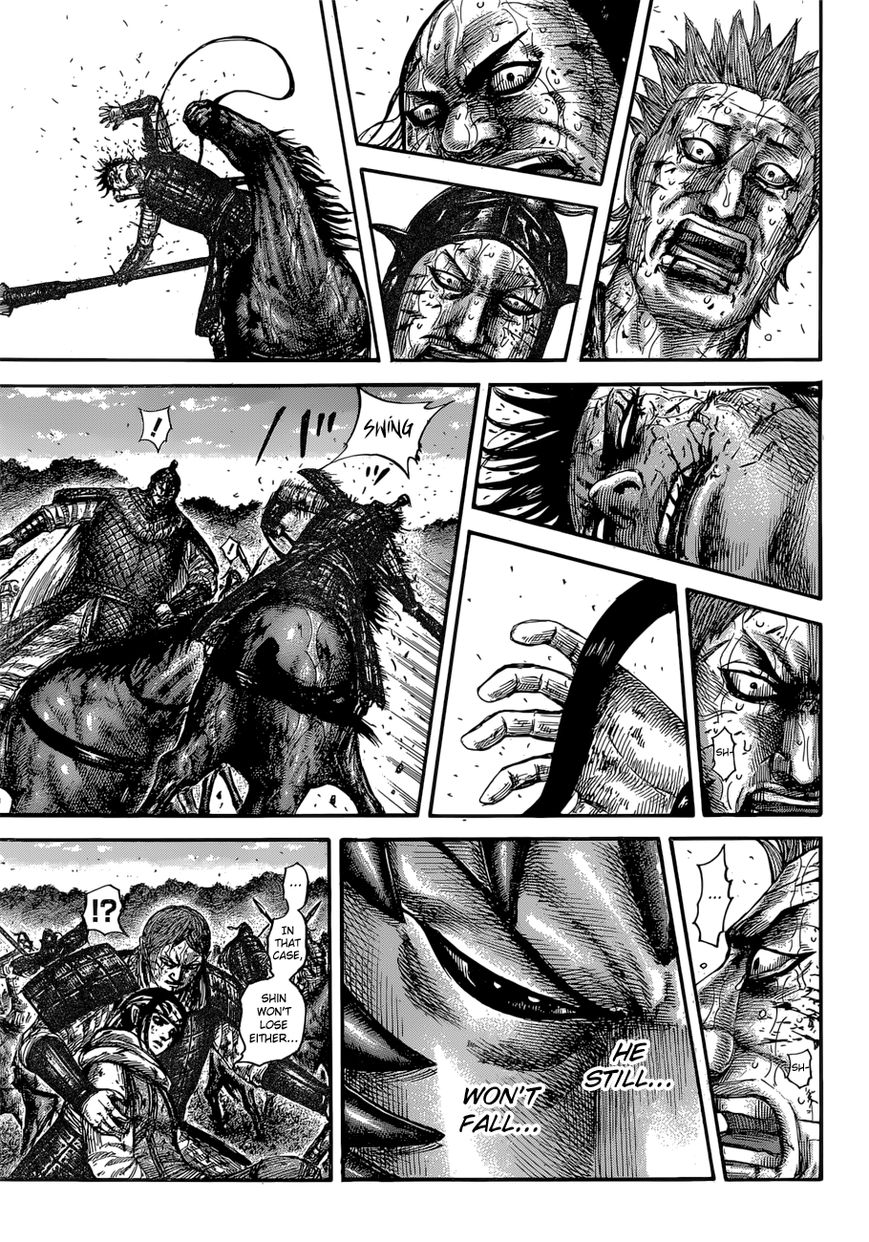 SWING
!
!
SH-
...
SH-
HE
STILL...
WON'T
FALL...
...
IN
THAT
CASE,
SHIN
WON'T
LOSE
EITHER...
!?